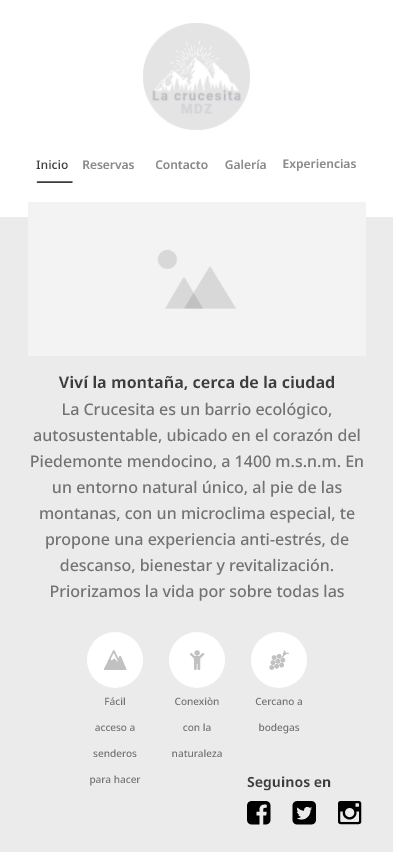 La crucesita
MDZ
Inicio Reservas Contacto Galería Experiencias
Viví la montaña, cerca de la ciudad
La Crucesita es un barrio ecológico,
autosustentable, ubicado en el corazón del
Piedemonte mendocino, a 1400 m.s.n.m. En
un entorno natural único, al pie de las
montanas, con un microclima especial, te
propone una experiencia anti-estrés, de
descanso, bienestar y revitalización.
Priorizamos la vida por sobre todas las
Fácil
acceso a
senderos
para hacer
Conexiòn
con la
naturaleza
Cercano a
bodegas
Seguinos en